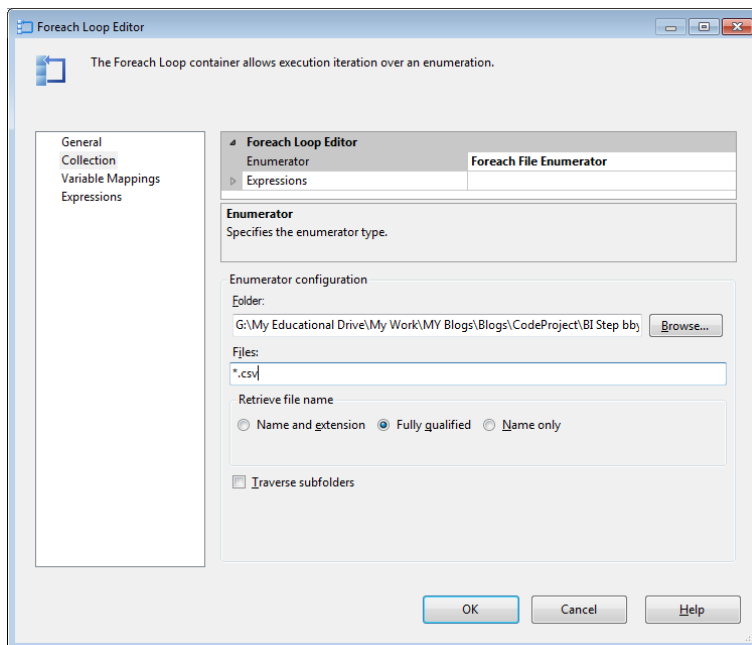 Foreach Loop Editor
The Foreach Loop container allows execution iteration over an enumeration.
General
Collection
Variable Mappings
Expressions
Foreach Loop Editor
Enumerator Foreach File Enumerator
Expressions
Enumerator
Specifies the enumerator type.
Enumerator configuration
Folder:
G:\My Educational Drive\My Work\MY Blogs\Blogs\CodeProject\BI Step bby
Browse...
Files:
*.csv
Retrieve file name
Name and extension Fully qualified Name only
Traverse subfolders
OK Cancel Help